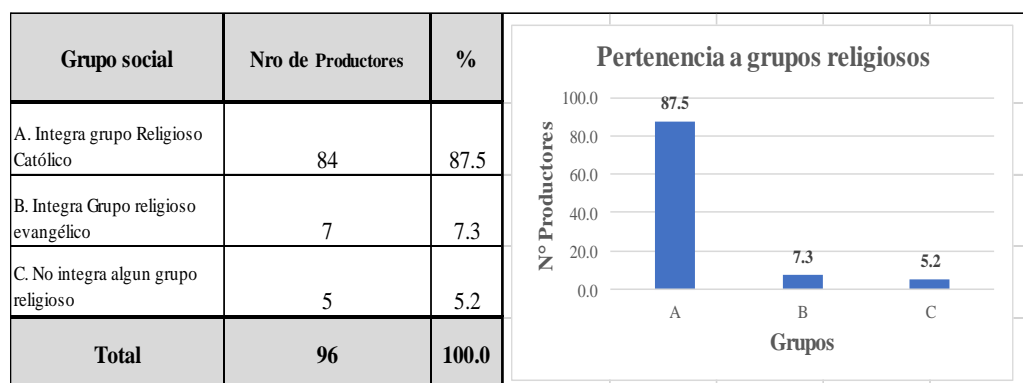 Grupo social Nro de Productores %
A. Integra grupo Religioso
Católico 84 87.5
B. Integra Grupo religioso
evangélico 7 7.3
C. No integra algun grupo
religioso 5 5.2
Total 96 100.0
Pertenencia a grupos religiosos
N° Productores
100.0
80.0
60.0
40.0
20.0
0.0
87.5
7.3
5.2
A B C
Grupos